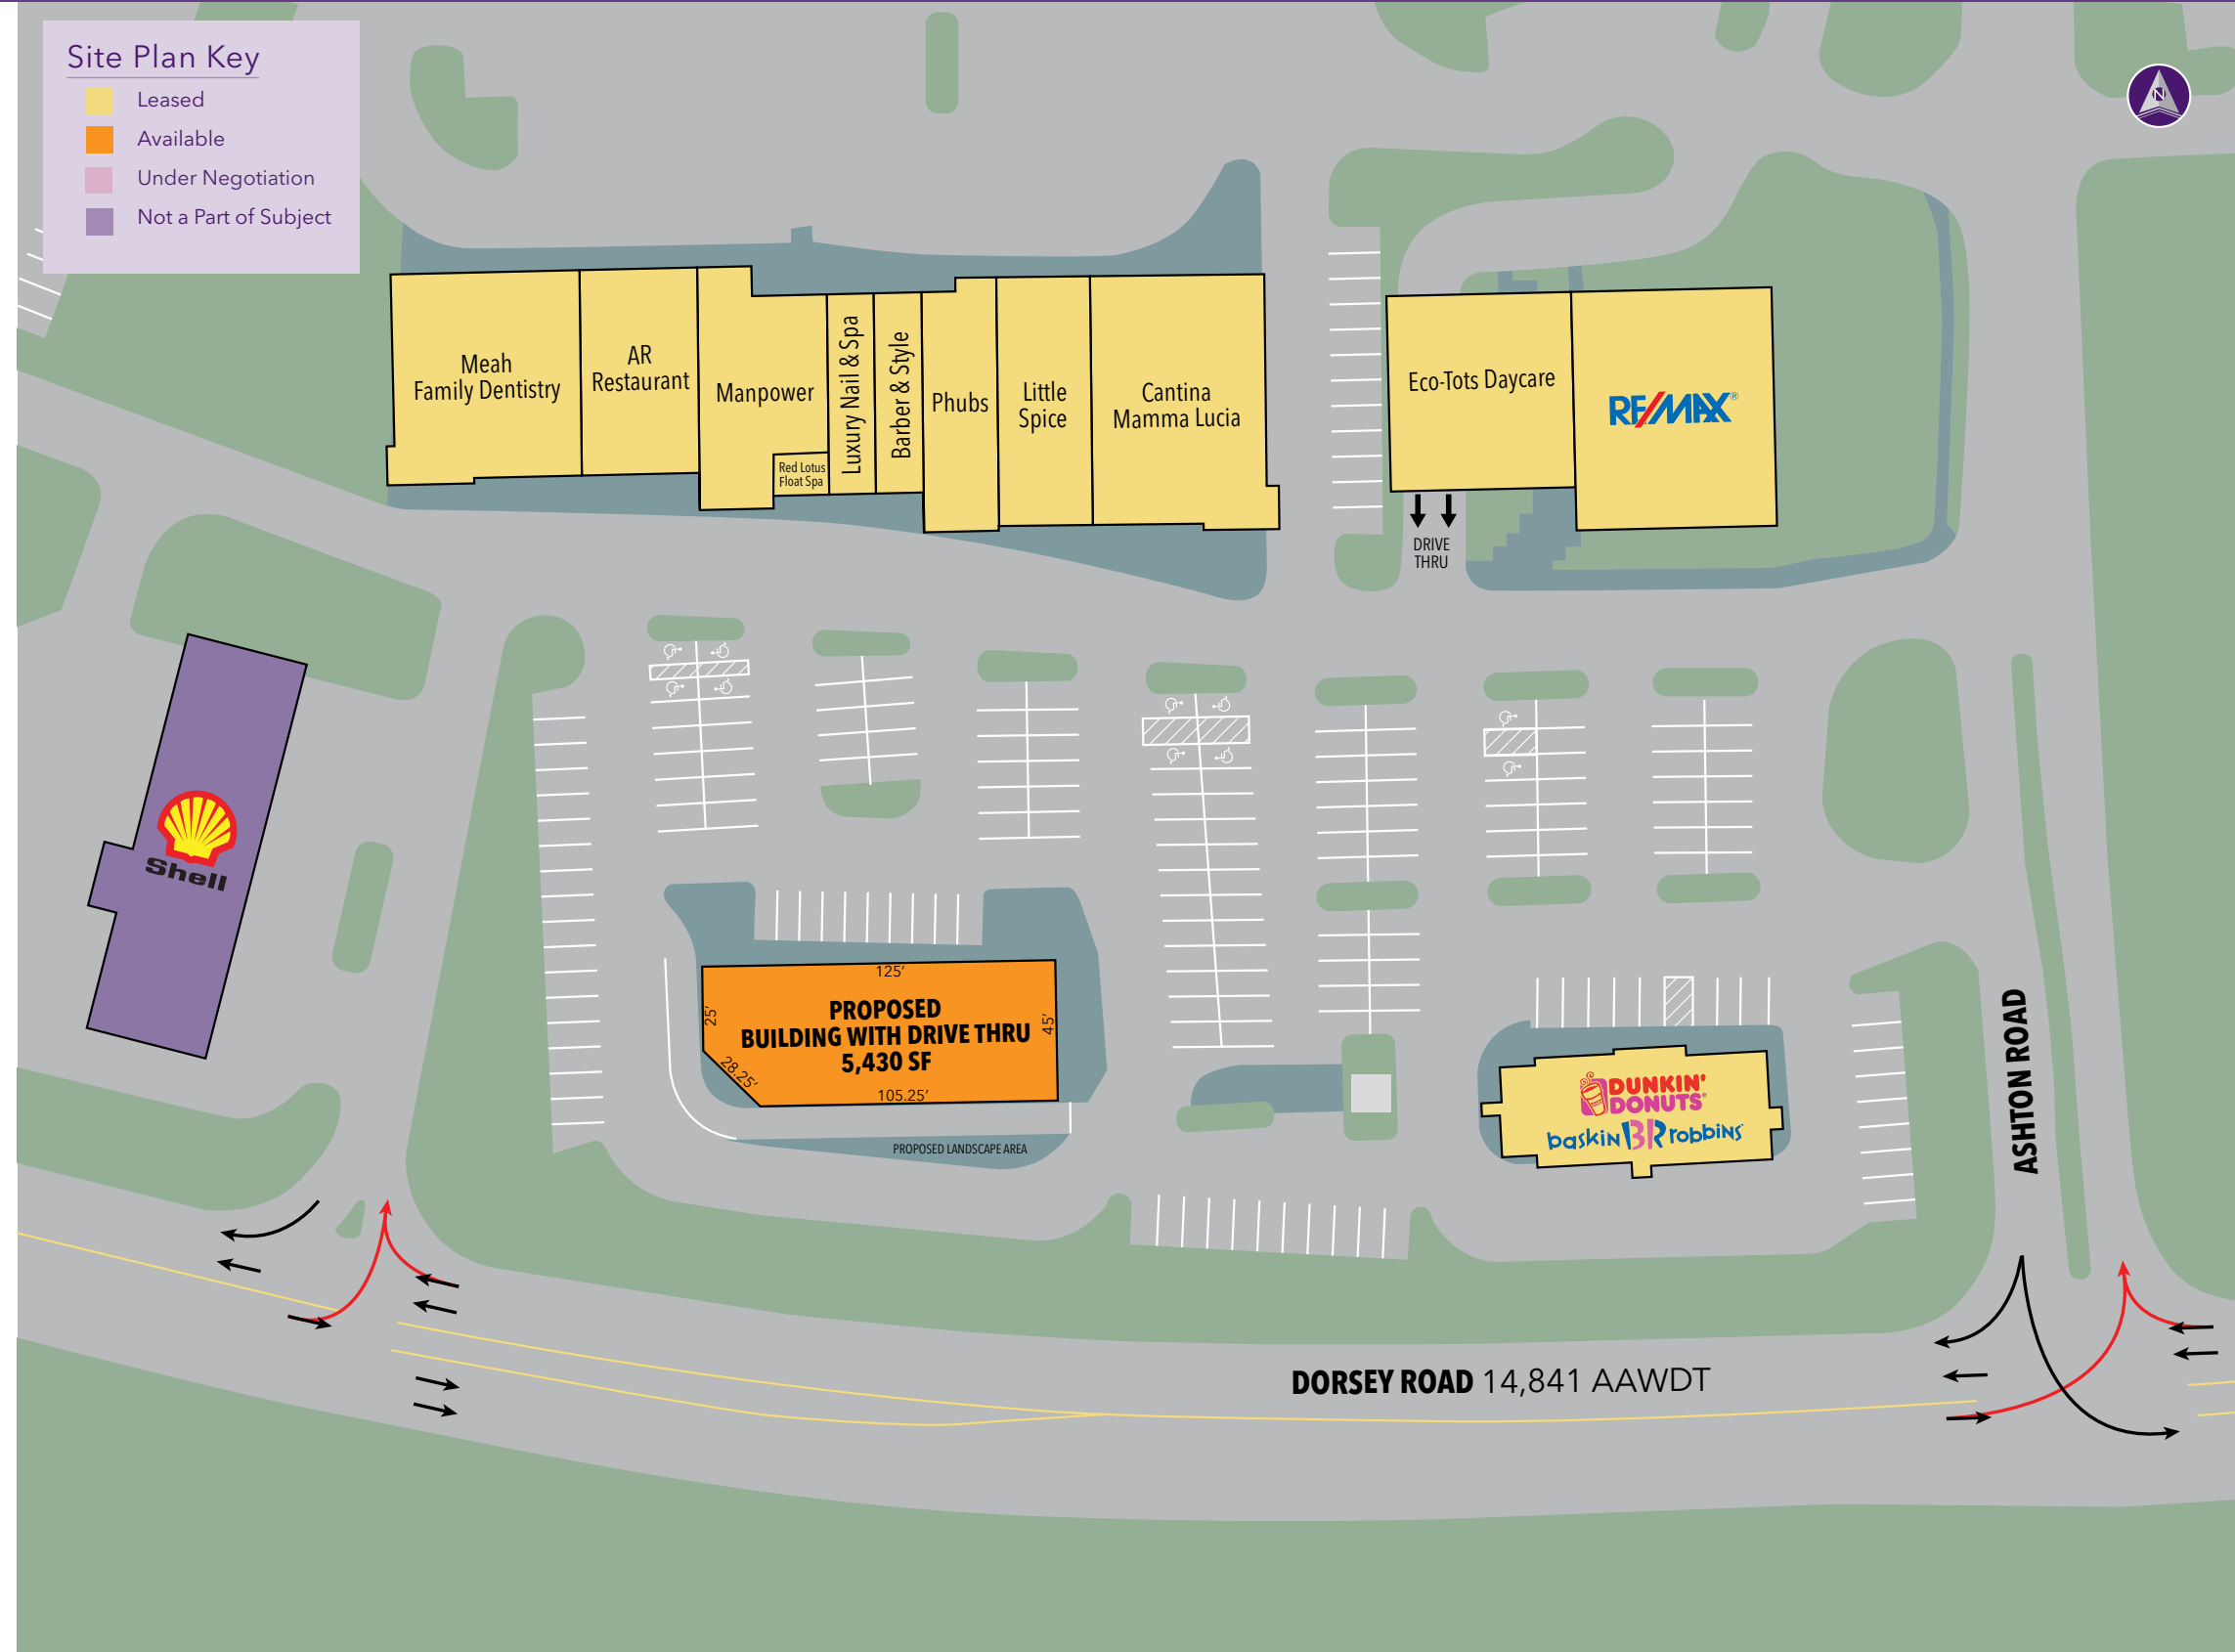 Site Plan Key
Leased
Available
Under Negotiation
Not a Part of Subject
N
Meah
Family Dentistry
AR
Restaurant
Manpower
Red Lotus
Float Spa
Luxury Nail & Spa
Barber & Style
Phubs
Little
Spice
Cantina
Mamma Lucia
Eco-Tots Daycare
RE/MAX®
DRIVE
THRU
Shell
125'
25'
PROPOSED
BUILDING WITH DRIVE THRU
5,430 SF
45'
28.25'
105.25'
PROPOSED LANDSCAPE AREA
DUNKIN'
DONUTS
baskin BR robbins
ASHTON ROAD
DORSEY ROAD 14,841 AAWDT